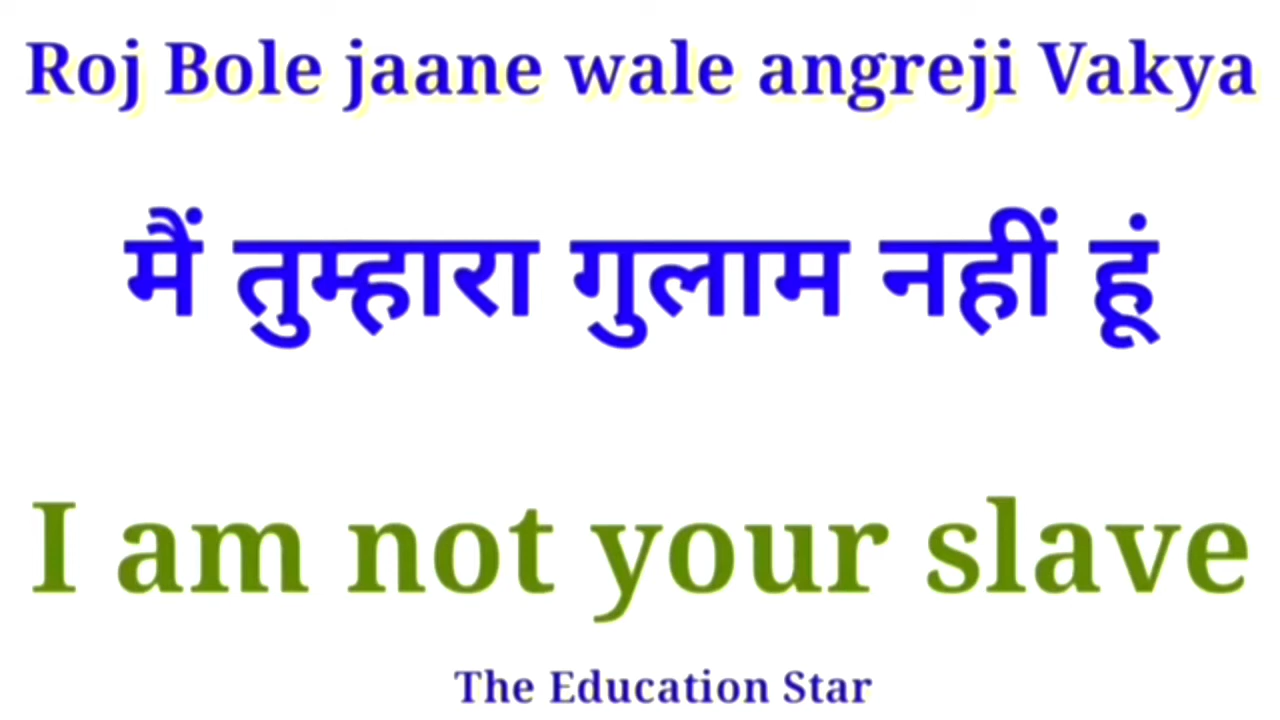 Roj Bole jaane wale angreji Vakya
मैं तुम्हारा गुलाम नहीं हूं
I am not your slave
The Education Star